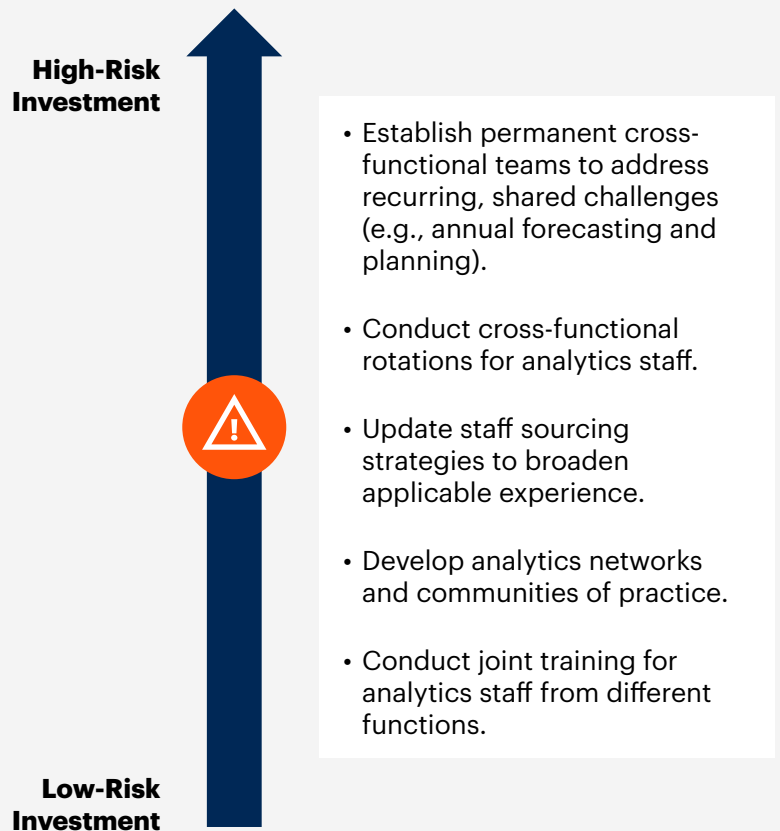 High-Risk
Investment
• Establish permanent cross-
functional teams to address
recurring, shared challenges
(e.g., annual forecasting and
planning).
• Conduct cross-functional
rotations for analytics staff.
• Update staff sourcing
strategies to broaden
applicable experience.
• Develop analytics networks
and communities of practice.
• Conduct joint training for
analytics staff from different
functions.
Low-Risk
Investment